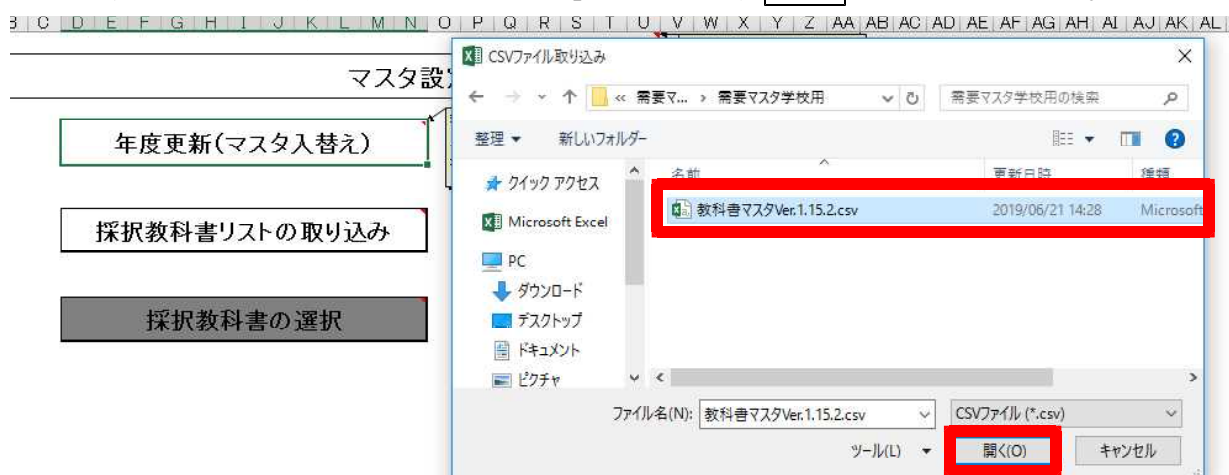 B C D E F G H I J K L M N O P Q R S T U V W X Y Z AA AB AC AD AE AF AG AH AI AJ AK AL
マスタ設
年度更新(マスタ入替え)
採択教科書リストの取り込み
採択教科書の選択
CSVファイル取り込み
« 需要マ... › 需要マスタ学校用
需要マスタ学校用の検索
整理 新しいフォルダー
名前 更新日時 種類
クイック アクセス
教科書マスタVer.1.15.2.csv 2019/06/21 14:28 Microsoft
Microsoft Excel
PC
ダウンロード
デスクトップ
ドキュメント
ピクチャ
ファイル名(N): 教科書マスタVer.1.15.2.csv CSVファイル (*.csv)
ツール(L) 開く(O) キャンセル